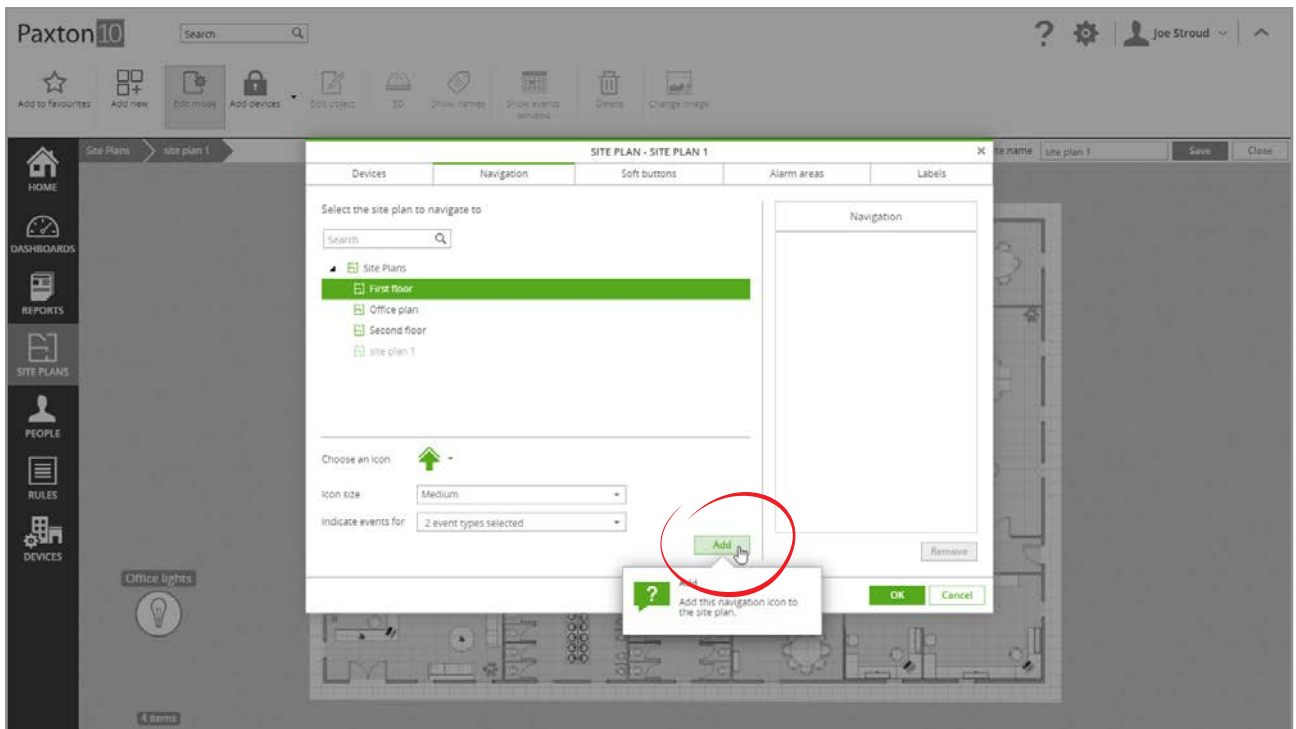 Paxton10
Search
Joe Stroud
Add to favourites
Add new
Edit mode
Add devices
Edit object
3D
Show names
Show events
window
Delete
Change image
Site Plans
site plan 1
SITE PLAN - SITE PLAN 1
te name
site plan 1
Save
Close
HOME
DASHBOARDS
REPORTS
SITE PLANS
PEOPLE
RULES
DEVICES
Devices
Navigation
Soft buttons
Alarm areas
Labels
Select the site plan to navigate to
Search
Site Plans
First floor
Office plan
Second floor
site plan 1
Navigation
Choose an icon
Icon size
Medium
Indicate events for
2 event types selected
Add
Remove
Add
Add this navigation icon to
the site plan.
OK
Cancel
Office lights
4 items